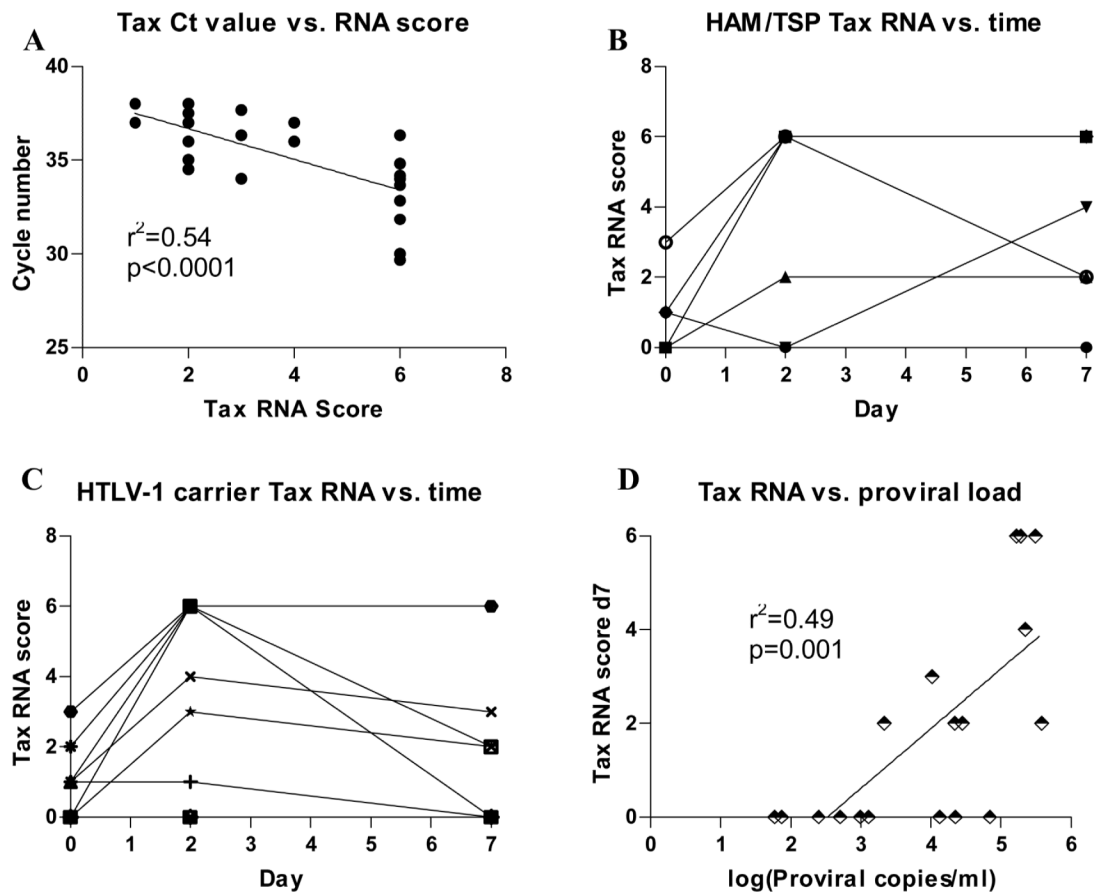 A
Tax Ct value vs. RNA score
40
35
30
25
Cycle number
r²=0.54
p<0.0001
0 2 4 6 8
Tax RNA Score
B
HAM/TSP Tax RNA vs. time
8
6
4
2
0
Tax RNA score
0 1 2 3 4 5 6 7
Day
C
HTLV-1 carrier Tax RNA vs. time
8
6
4
2
0
Tax RNA score
0 1 2 3 4 5 6 7
Day
D
Tax RNA vs. proviral load
6
4
2
0
Tax RNA score d7
r²=0.49
p=0.001
0 1 2 3 4 5 6
log(Proviral copies/ml)